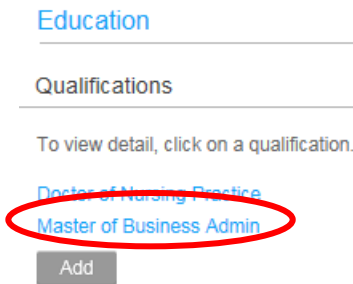 Education
Qualifications
To view detail, click on a qualification.
Doctor of Nursing Practice
Master of Business Admin
Add